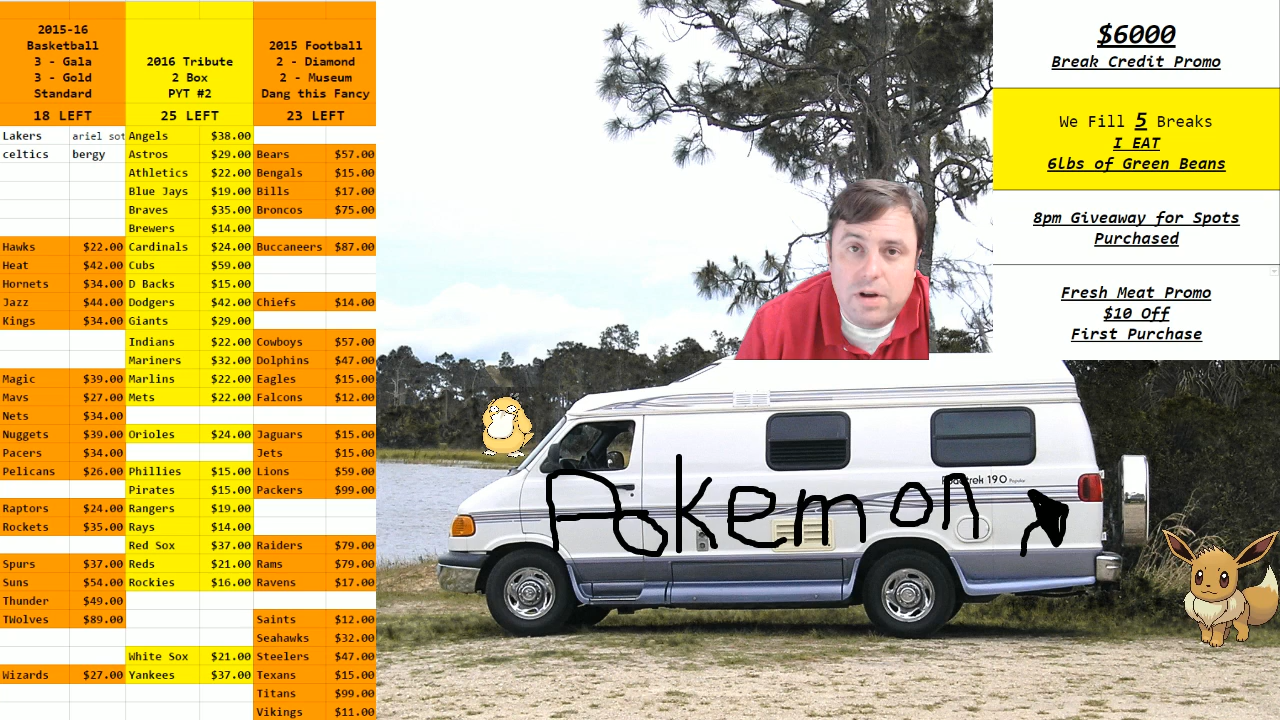 2015-16
Basketball
3 - Gala
3 - Gold
Standard
18 LEFT
Lakers ariel sot
celtics bergy
Hawks $22.00
Heat $42.00
Hornets $34.00
Jazz $44.00
Kings $34.00
Magic $39.00
Mavs $27.00
Nets $34.00
Nuggets $39.00
Pacers $34.00
Pelicans $26.00
Raptors $24.00
Rockets $35.00
Spurs $37.00
Suns $54.00
Thunder $49.00
TWolves $89.00
Wizards $27.00
2016 Tribute
2 Box
PYT #2
25 LEFT
Angels $38.00
Astros $29.00
Athletics $22.00
Blue Jays $19.00
Braves $35.00
Brewers $14.00
Cardinals $24.00
Cubs $59.00
D Backs $15.00
Dodgers $42.00
Giants $29.00
Indians $22.00
Mariners $32.00
Marlins $22.00
Mets $22.00
Orioles $24.00
Phillies $15.00
Pirates $15.00
Rangers $19.00
Rays $14.00
Red Sox $37.00
Reds $21.00
Rockies $16.00
White Sox $21.00
Yankees $37.00
2015 Football
2 - Diamond
2 - Museum
Dang this Fancy
23 LEFT
Bears $57.00
Bengals $15.00
Bills $17.00
Broncos $75.00
Buccaneers $87.00
Chiefs $14.00
Cowboys $57.00
Dolphins $47.00
Eagles $15.00
Falcons $12.00
Jaguars $15.00
Jets $15.00
Lions $59.00
Packers $99.00
Raiders $79.00
Rams $79.00
Ravens $17.00
Saints $12.00
Seahawks $32.00
Steelers $47.00
Texans $15.00
Titans $99.00
Vikings $11.00
$6000
Break Credit Promo
We Fill 5 Breaks
I EAT
6lbs of Green Beans
8pm Giveaway for Spots
Purchased
Fresh Meat Promo
$10 Off
First Purchase
Pokemon
190